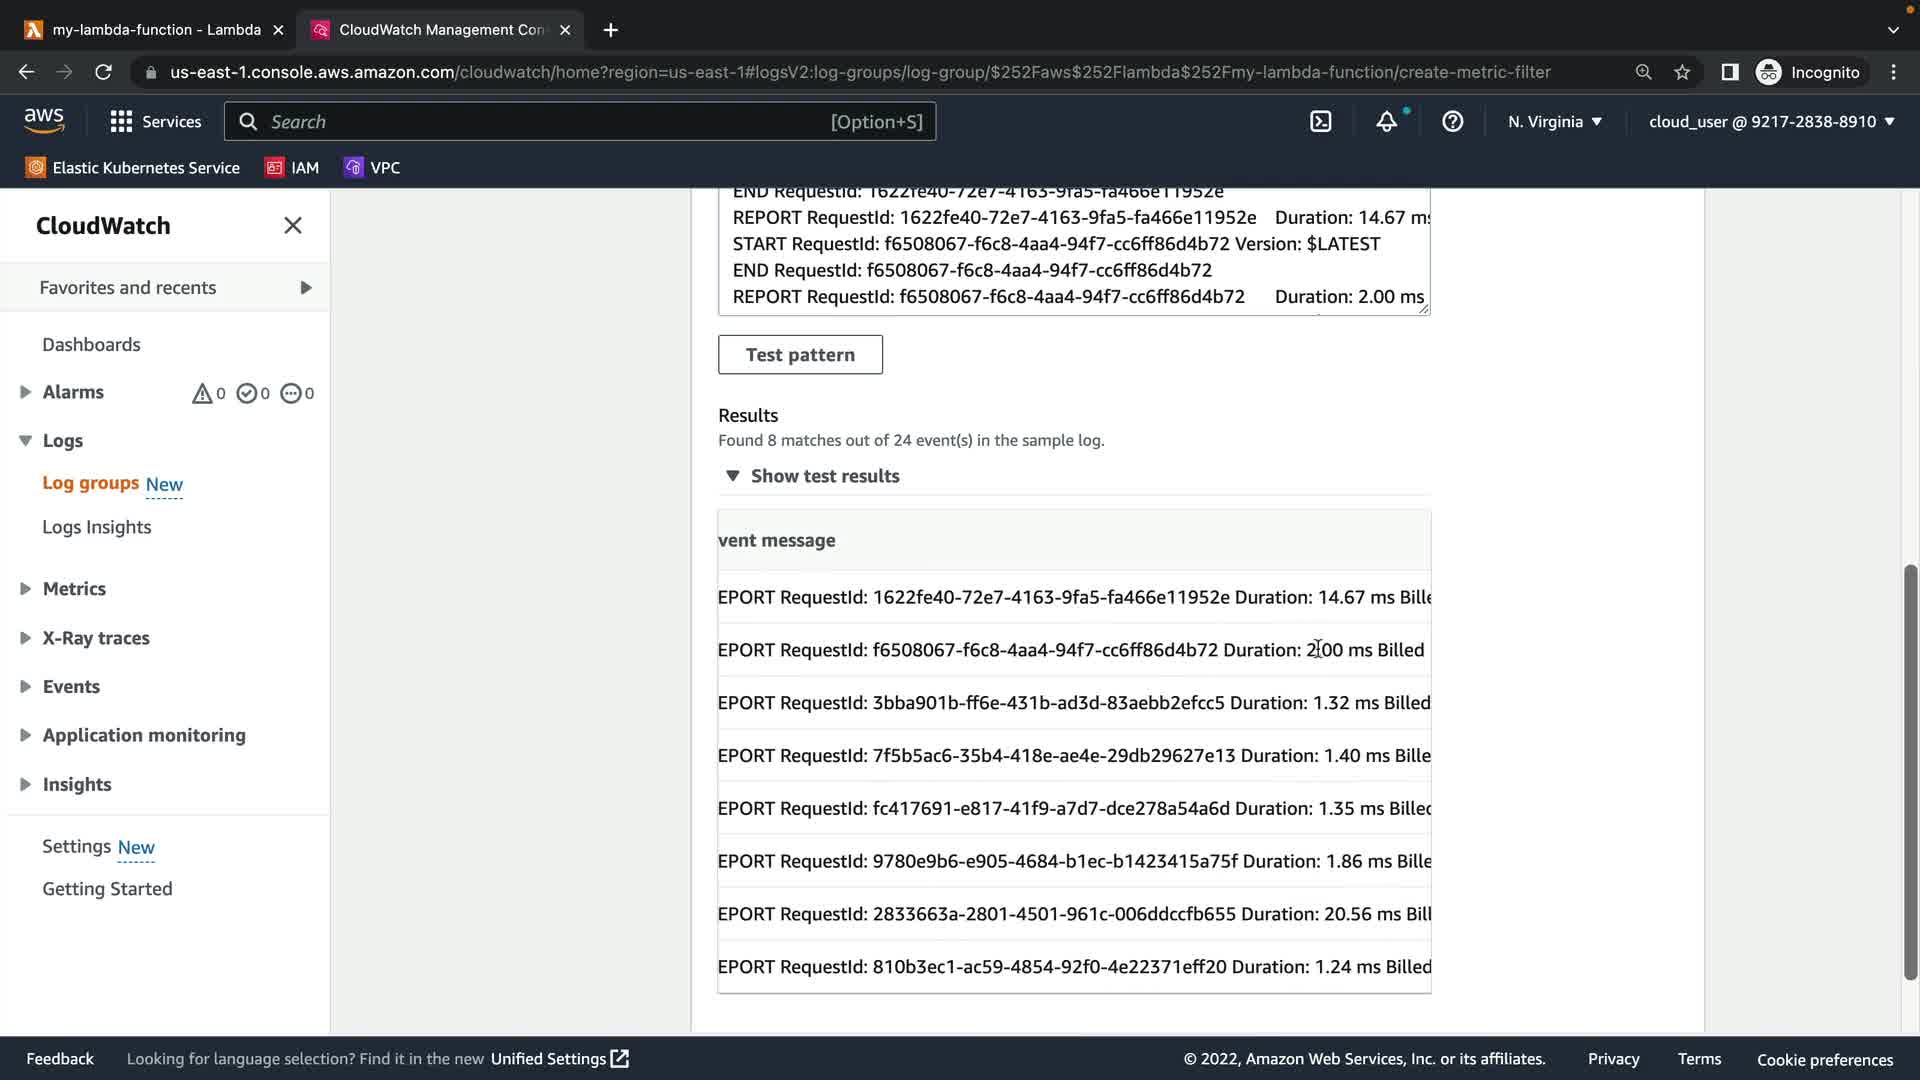 my-lambda-function - Lambda
CloudWatch Management Con
us-east-1.console.aws.amazon.com/cloudwatch/home?region=us-east-1#logsV2:log-groups/log-group/$252Faws$252Flambda$252Fmy-lambda-function/create-metric-filter
Incognito
aws
Services
Search
[Option+S]
N. Virginia
cloud_user @ 9217-2838-8910
Elastic Kubernetes Service
IAM
VPC
CloudWatch
Favorites and recents
Dashboards
Alarms
0
0
0
Logs
Log groups New
Logs Insights
Metrics
X-Ray traces
Events
Application monitoring
Insights
Settings New
Getting Started
END RequestId: 1622fe40-72e7-4163-9fa5-fa466e11952e
REPORT RequestId: 1622fe40-72e7-4163-9fa5-fa466e11952e Duration: 14.67 ms
START RequestId: f6508067-f6c8-4aa4-94f7-cc6ff86d4b72 Version: $LATEST
END RequestId: f6508067-f6c8-4aa4-94f7-cc6ff86d4b72
REPORT RequestId: f6508067-f6c8-4aa4-94f7-cc6ff86d4b72 Duration: 2.00 ms
Test pattern
Results
Found 8 matches out of 24 event(s) in the sample log.
Show test results
vent message
EPORT RequestId: 1622fe40-72e7-4163-9fa5-fa466e11952e Duration: 14.67 ms Bille
EPORT RequestId: f6508067-f6c8-4aa4-94f7-cc6ff86d4b72 Duration: 2.00 ms Billed
EPORT RequestId: 3bba901b-ff6e-431b-ad3d-83aebb2efcc5 Duration: 1.32 ms Billed
EPORT RequestId: 7f5b5ac6-35b4-418e-ae4e-29db29627e13 Duration: 1.40 ms Bille
EPORT RequestId: fc417691-e817-41f9-a7d7-dce278a54a6d Duration: 1.35 ms Billed
EPORT RequestId: 9780e9b6-e905-4684-b1ec-b1423415a75f Duration: 1.86 ms Bille
EPORT RequestId: 2833663a-2801-4501-961c-006ddccfb655 Duration: 20.56 ms Bill
EPORT RequestId: 810b3ec1-ac59-4854-92f0-4e22371eff20 Duration: 1.24 ms Billed
Feedback
Looking for language selection? Find it in the new Unified Settings
© 2022, Amazon Web Services, Inc. or its affiliates.
Privacy
Terms
Cookie preferences